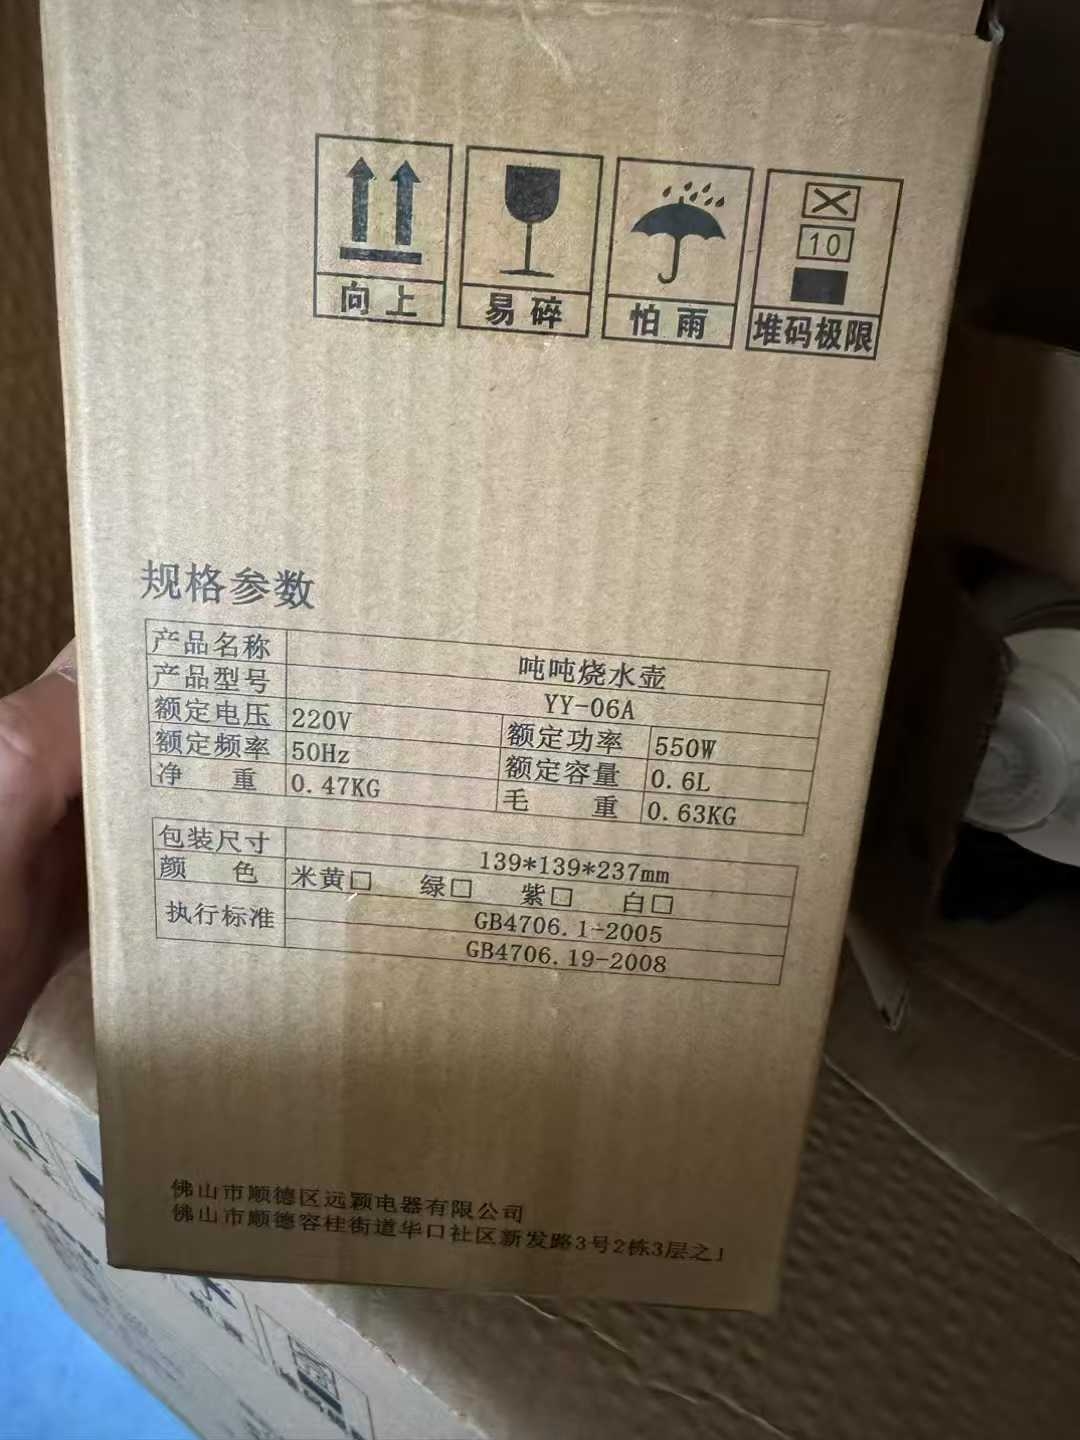 向上 易碎 怕雨 10 堆码极限
规格参数
产品名称 吨吨烧水壶
产品型号 YY-06A
额定电压 220V 额定功率 550W
额定频率 50Hz 额定容量 0.6L
净 重 0.47KG 毛 重 0.63KG
包装尺寸 139*139*237mm
颜 色 米黄□ 绿□ 紫□ 白□
执行标准 GB4706.1-2005
GB4706.19-2008
佛山市顺德区远颢电器有限公司
佛山市顺德容桂街道华口社区新发路3号2栋3层之1